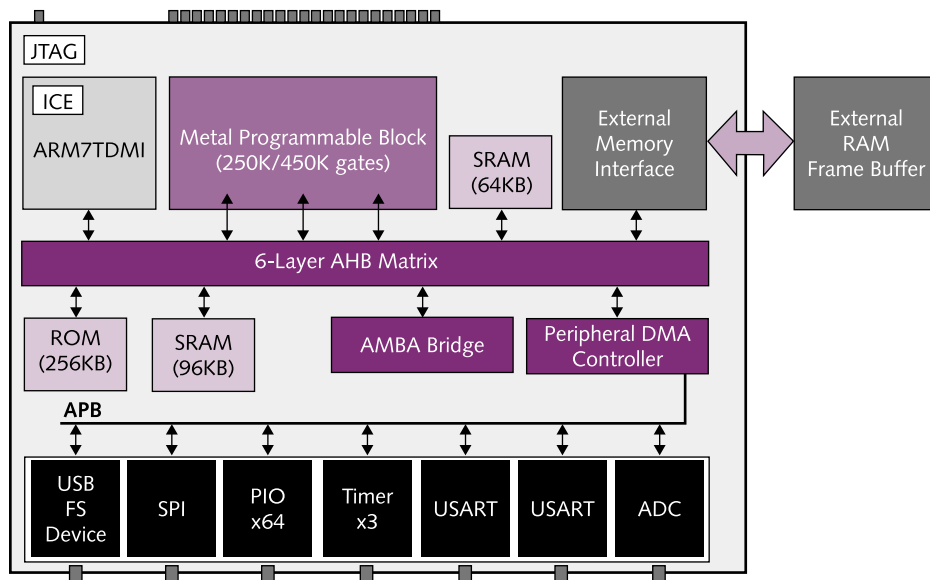 JTAG
ICE
ARM7TDMI
Metal Programmable Block
(250K/450K gates)
SRAM
(64KB)
External
Memory
Interface
External
RAM
Frame Buffer
6-Layer AHB Matrix
ROM
(256KB)
SRAM
(96KB)
AMBA Bridge
Peripheral DMA
Controller
APB
USB
FS
Device
SPI
PIO
x64
Timer
x3
USART
USART
ADC